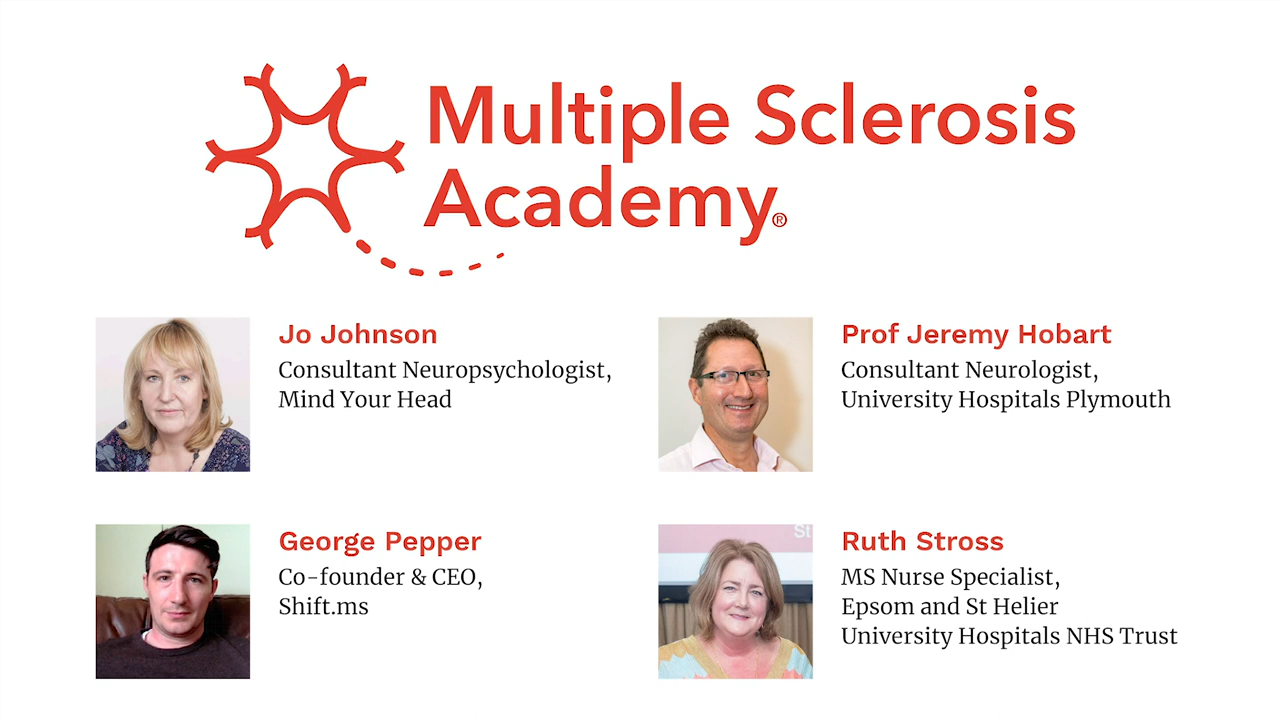 Multiple Sclerosis
Academy®
Jo Johnson
Consultant Neuropsychologist,
Mind Your Head
Prof Jeremy Hobart
Consultant Neurologist,
University Hospitals Plymouth
George Pepper
Co-founder & CEO,
Shift.ms
St
Ruth Stross
MS Nurse Specialist,
Epsom and St Helier
University Hospitals NHS Trust